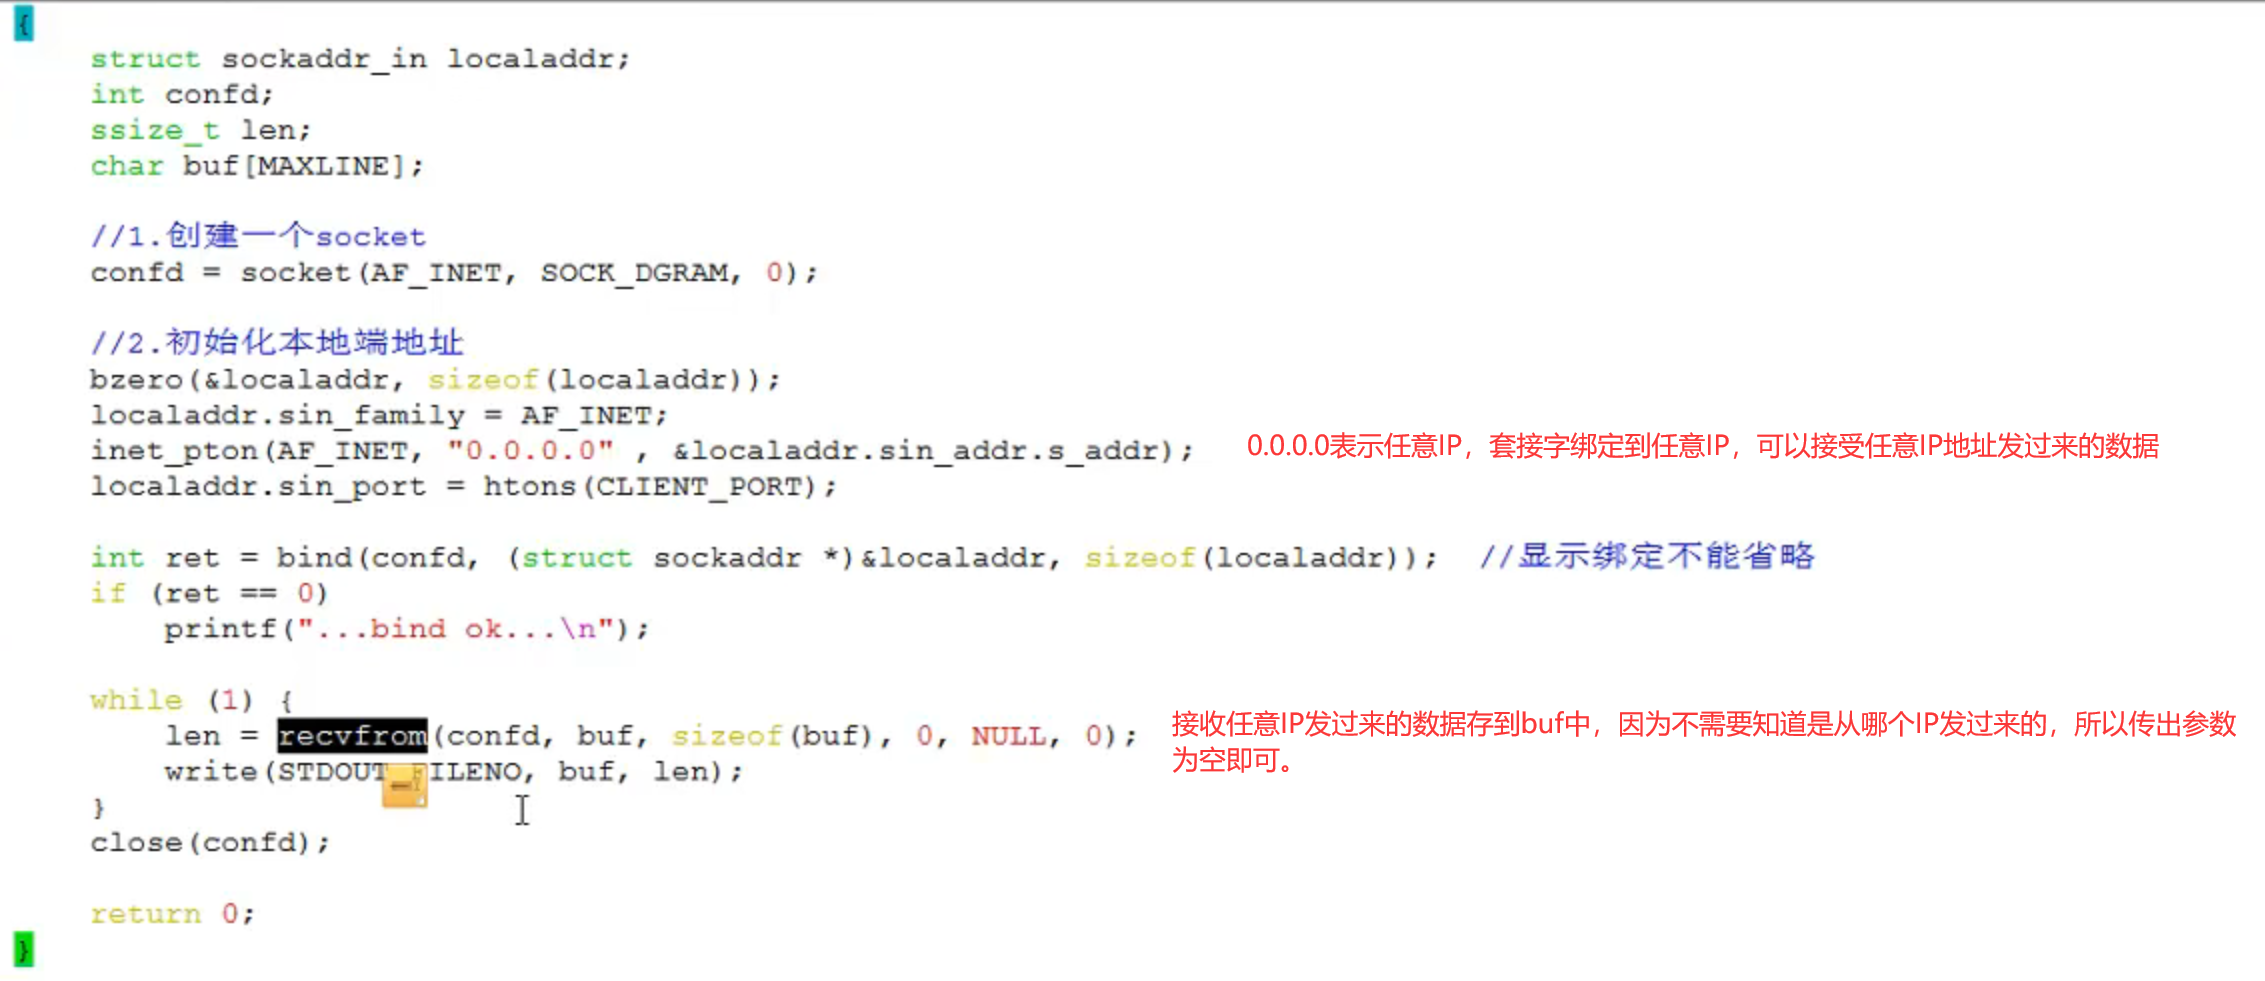 {
struct sockaddr_in localaddr;
int confd;
ssize_t len;
char buf[MAXLINE];
//1.创建一个socket
confd = socket(AF_INET, SOCK_DGRAM, 0);
//2.初始化本地端地址
bzero(&localaddr, sizeof(localaddr));
localaddr.sin_family = AF_INET;
inet_pton(AF_INET, "0.0.0.0" , &localaddr.sin_addr.s_addr); 0.0.0.0表示任意IP，套接字绑定到任意IP，可以接受任意IP地址发过来的数据
localaddr.sin_port = htons(CLIENT_PORT);
int ret = bind(confd, (struct sockaddr *)&localaddr, sizeof(localaddr)); //显示绑定不能省略
if (ret == 0)
printf("...bind ok...\n");
while (1) {
len = recvfrom(confd, buf, sizeof(buf), 0, NULL, 0);
接收任意IP发过来的数据存到buf中，因为不需要知道是从哪个IP发过来的，所以传出参数
为空即可。
write(STDOUT_FILENO, buf, len);
}
close(confd);
return 0;
}